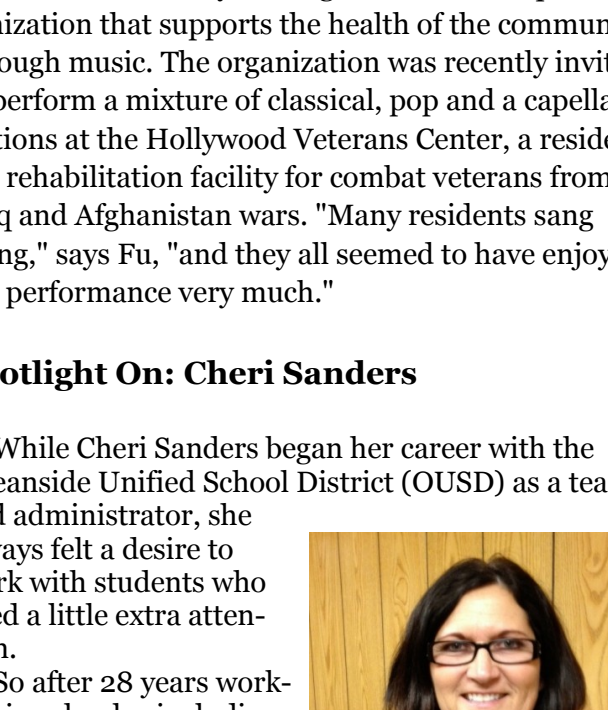 nization that supports the health of the commun
ough music. The organization was recently invit
perform a mixture of classical, pop and a capella
tions at the Hollywood Veterans Center, a reside
rehabilitation facility for combat veterans from
q and Afghanistan wars. "Many residents sang
ng," says Fu, "and they all seemed to have enjoy
performance very much."
otlight On: Cheri Sanders
While Cheri Sanders began her career with the
eanside Unified School District (OUSD) as a tea
d administrator, she
ways felt a desire to
rk with students who
ed a little extra atten-
n.
So after 28 years work-